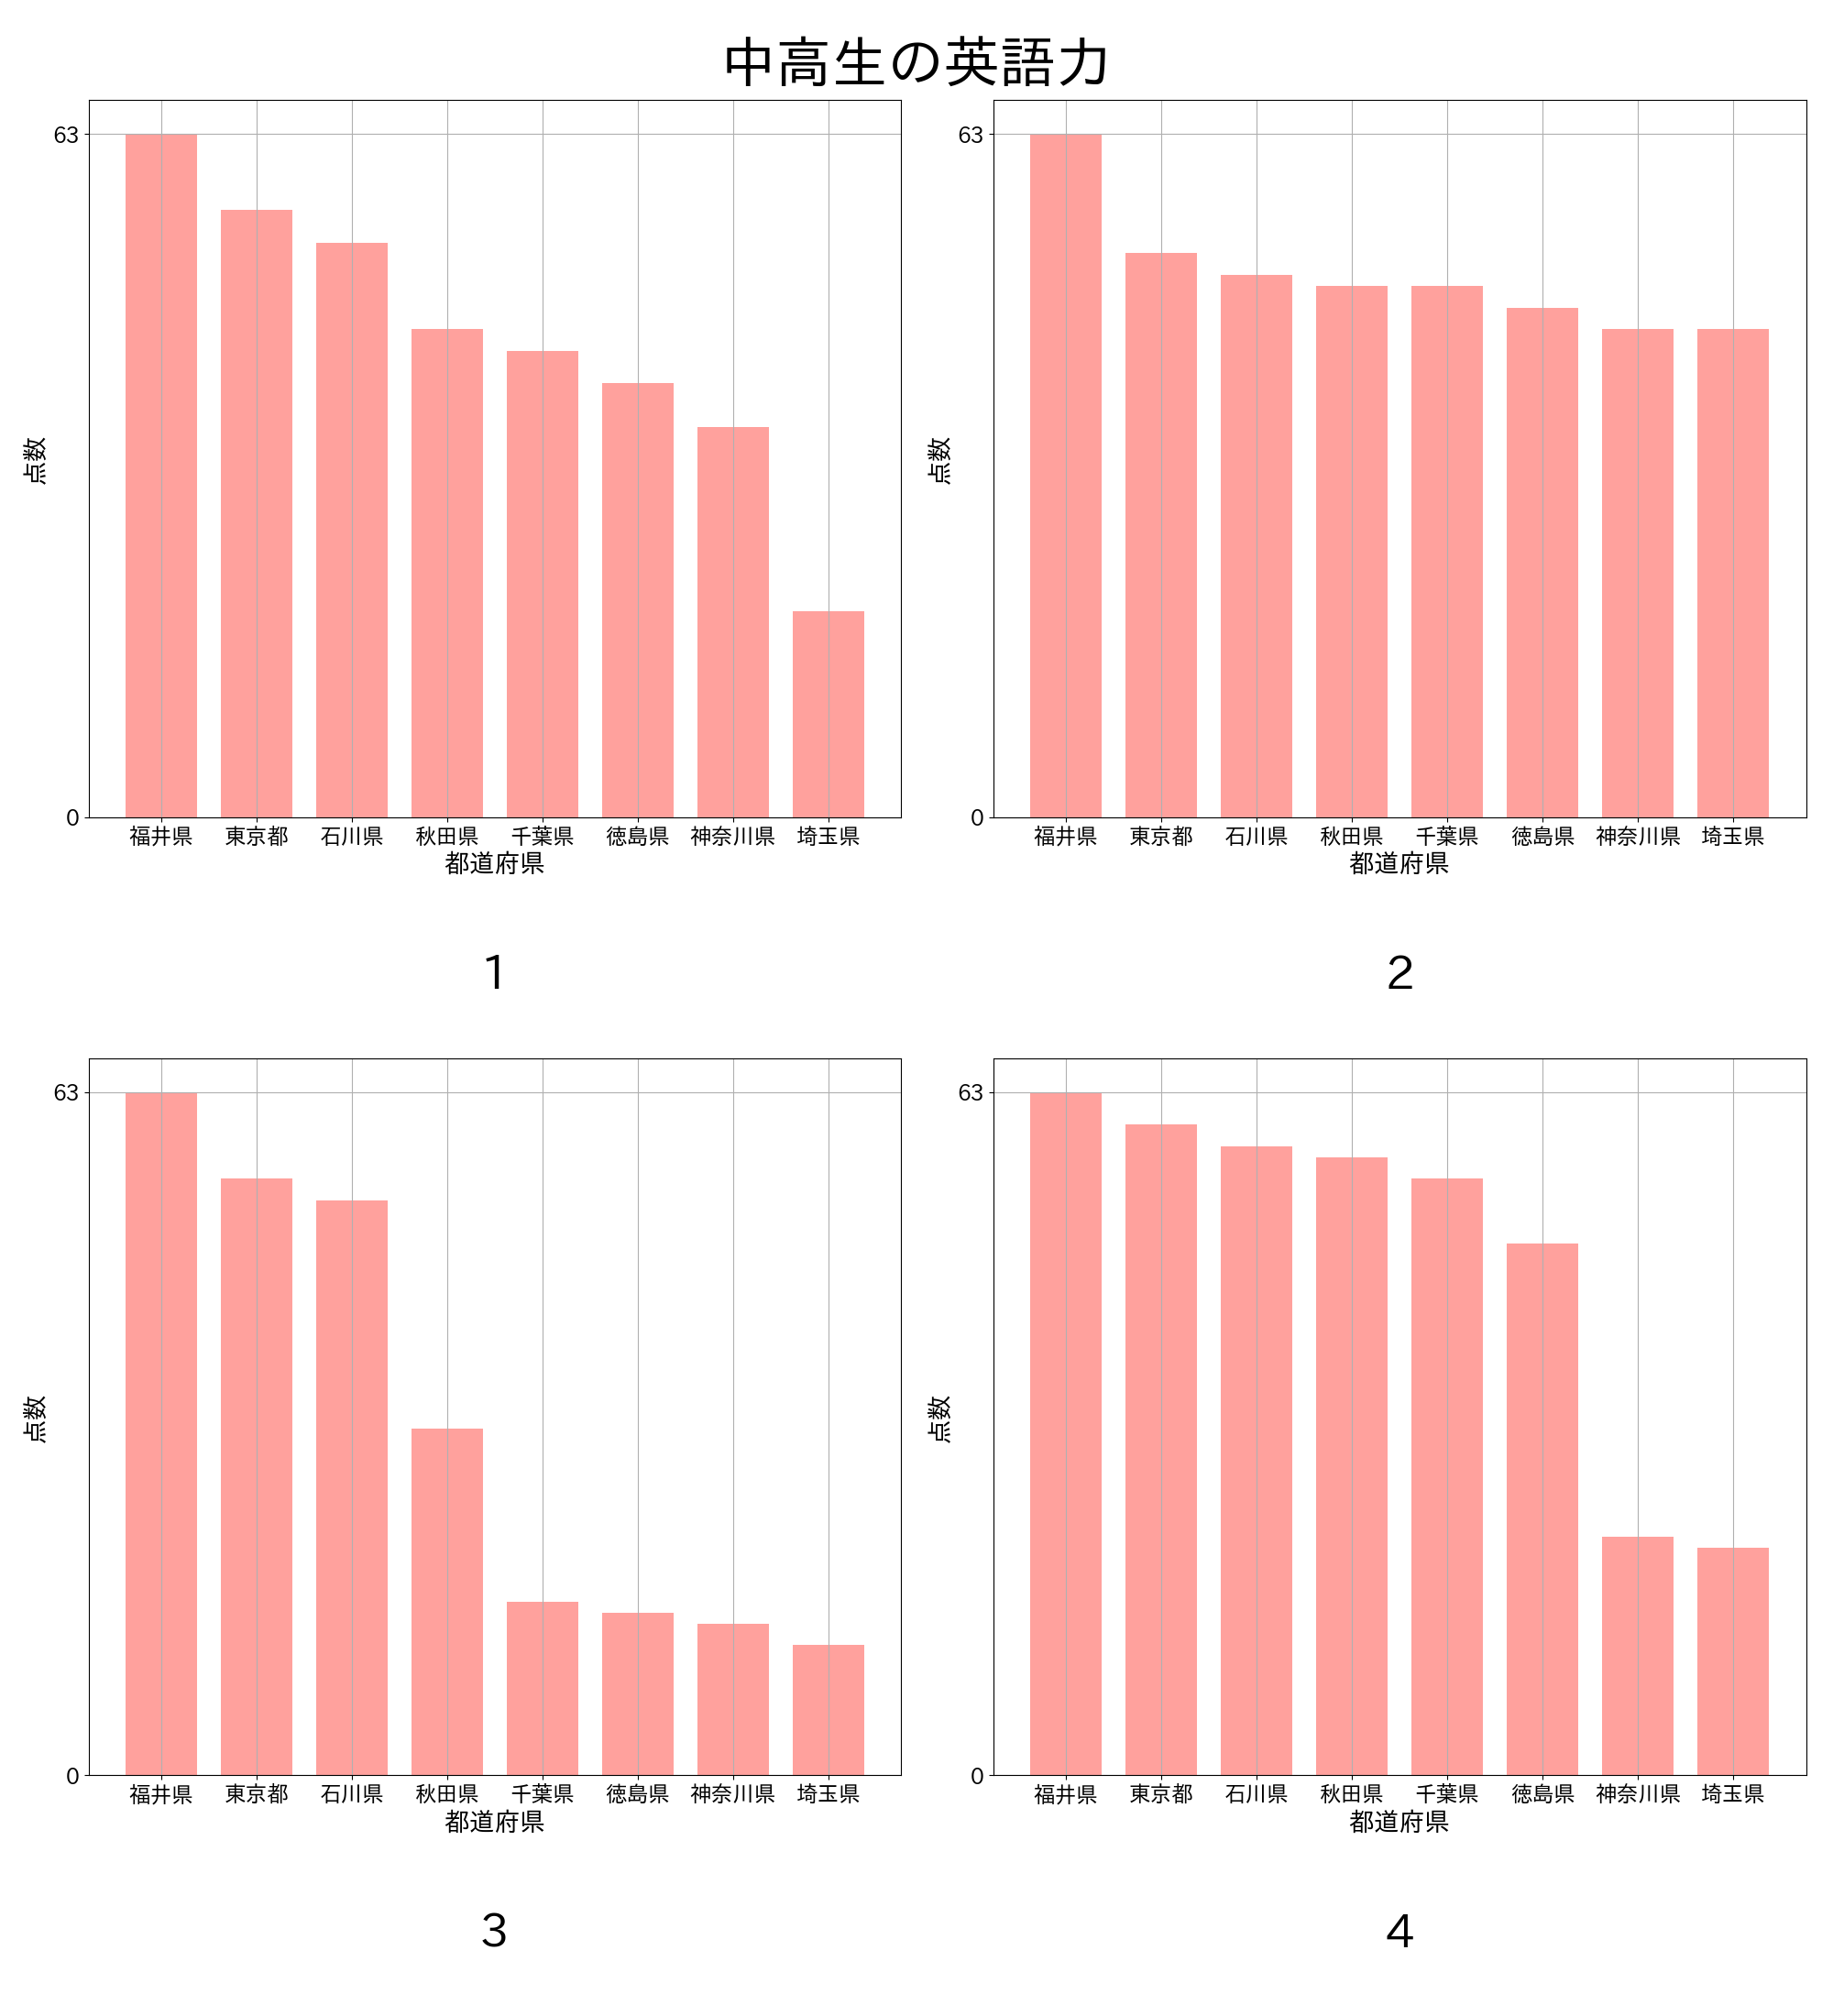 中高生の英語力
63
0
点数
福井県 東京都 石川県 秋田県 千葉県 徳島県 神奈川県 埼玉県
都道府県
1
63
0
点数
福井県 東京都 石川県 秋田県 千葉県 徳島県 神奈川県 埼玉県
都道府県
2
63
0
点数
福井県 東京都 石川県 秋田県 千葉県 徳島県 神奈川県 埼玉県
都道府県
3
63
0
点数
福井県 東京都 石川県 秋田県 千葉県 徳島県 神奈川県 埼玉県
都道府県
4